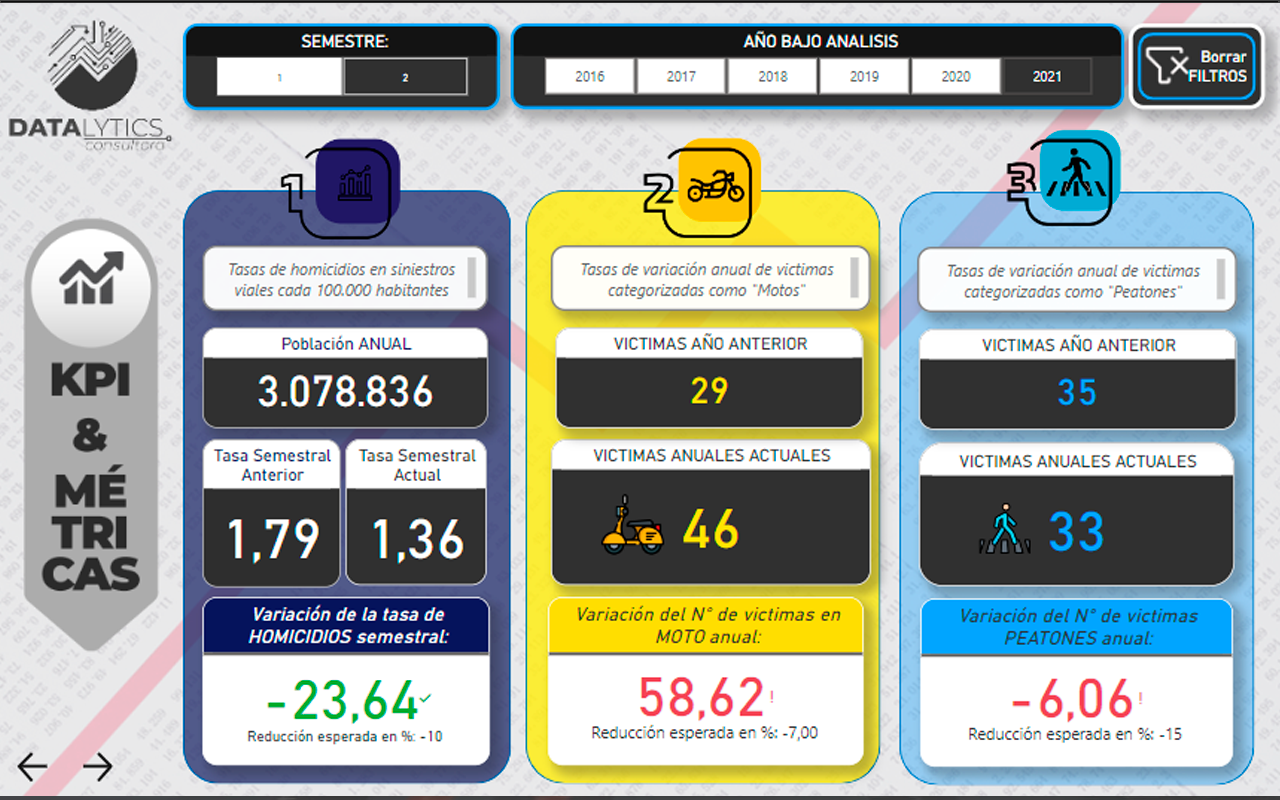 DATALYTICS
consultora
SEMESTRE:
1
2
AÑO BAJO ANALISIS
2016
2017
2018
2019
2020
2021
Borrar
FILTROS
KPI
&
MÉ
TRI
CAS
1
Tasas de homicidios en siniestros
viales cada 100.000 habitantes
Población ANUAL
3.078.836
Tasa Semestral
Anterior
1,79
Tasa Semestral
Actual
1,36
Variación de la tasa de
HOMICIDIOS semestral:
-23,64✓
Reducción esperada en %: -10
2
Tasas de variación anual de victimas
categorizadas como "Motos"
VICTIMAS AÑO ANTERIOR
29
VICTIMAS ANUALES ACTUALES
46
Variación del N° de victimas en
MOTO anual:
58,62!
Reducción esperada en %: -7,00
3
Tasas de variación anual de victimas
categorizadas como "Peatones"
VICTIMAS AÑO ANTERIOR
35
VICTIMAS ANUALES ACTUALES
33
Variación del N° de victimas
PEATONES anual:
-6,06!
Reducción esperada en %: -15